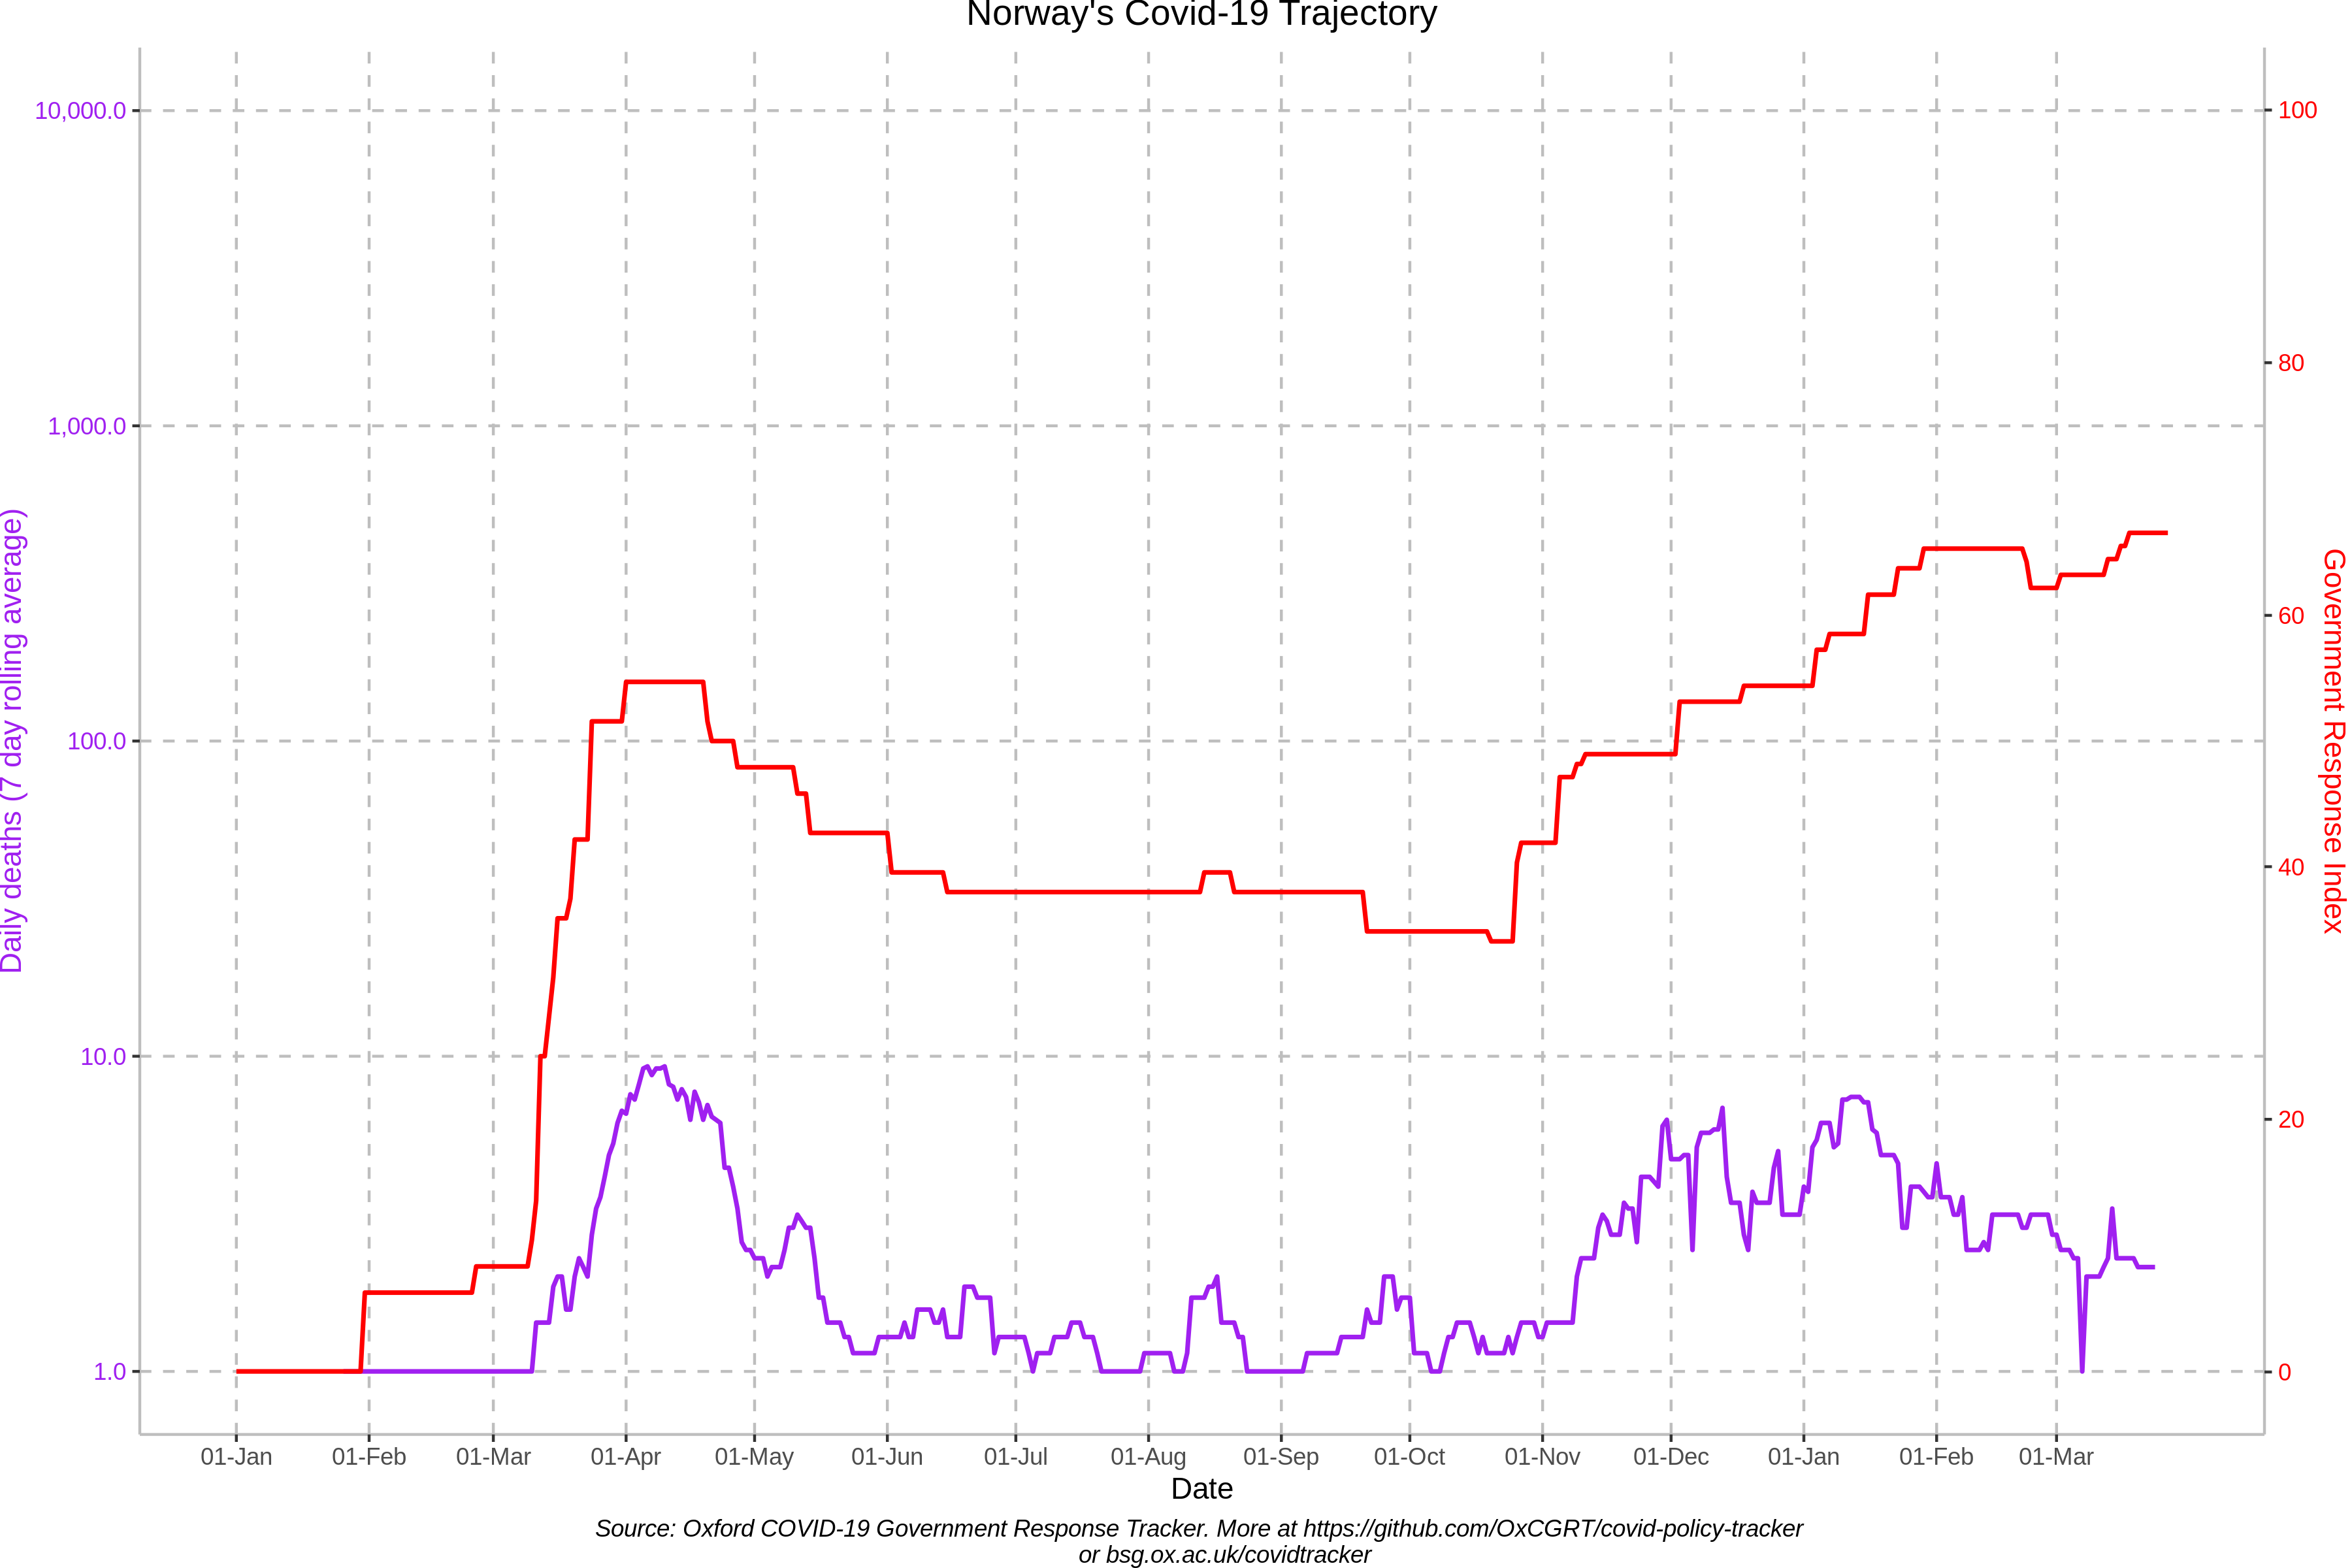 Norway's Covid-19 Trajectory
10,000.0
1,000.0
100.0
10.0
1.0
Daily deaths (7 day rolling average)
100
80
60
40
20
0
Government Response Index
01-Jan 01-Feb 01-Mar 01-Apr 01-May 01-Jun 01-Jul 01-Aug 01-Sep 01-Oct 01-Nov 01-Dec 01-Jan 01-Feb 01-Mar
Date
Source: Oxford COVID-19 Government Response Tracker. More at https://github.com/OxCGRT/covid-policy-tracker
or bsg.ox.ac.uk/covidtracker